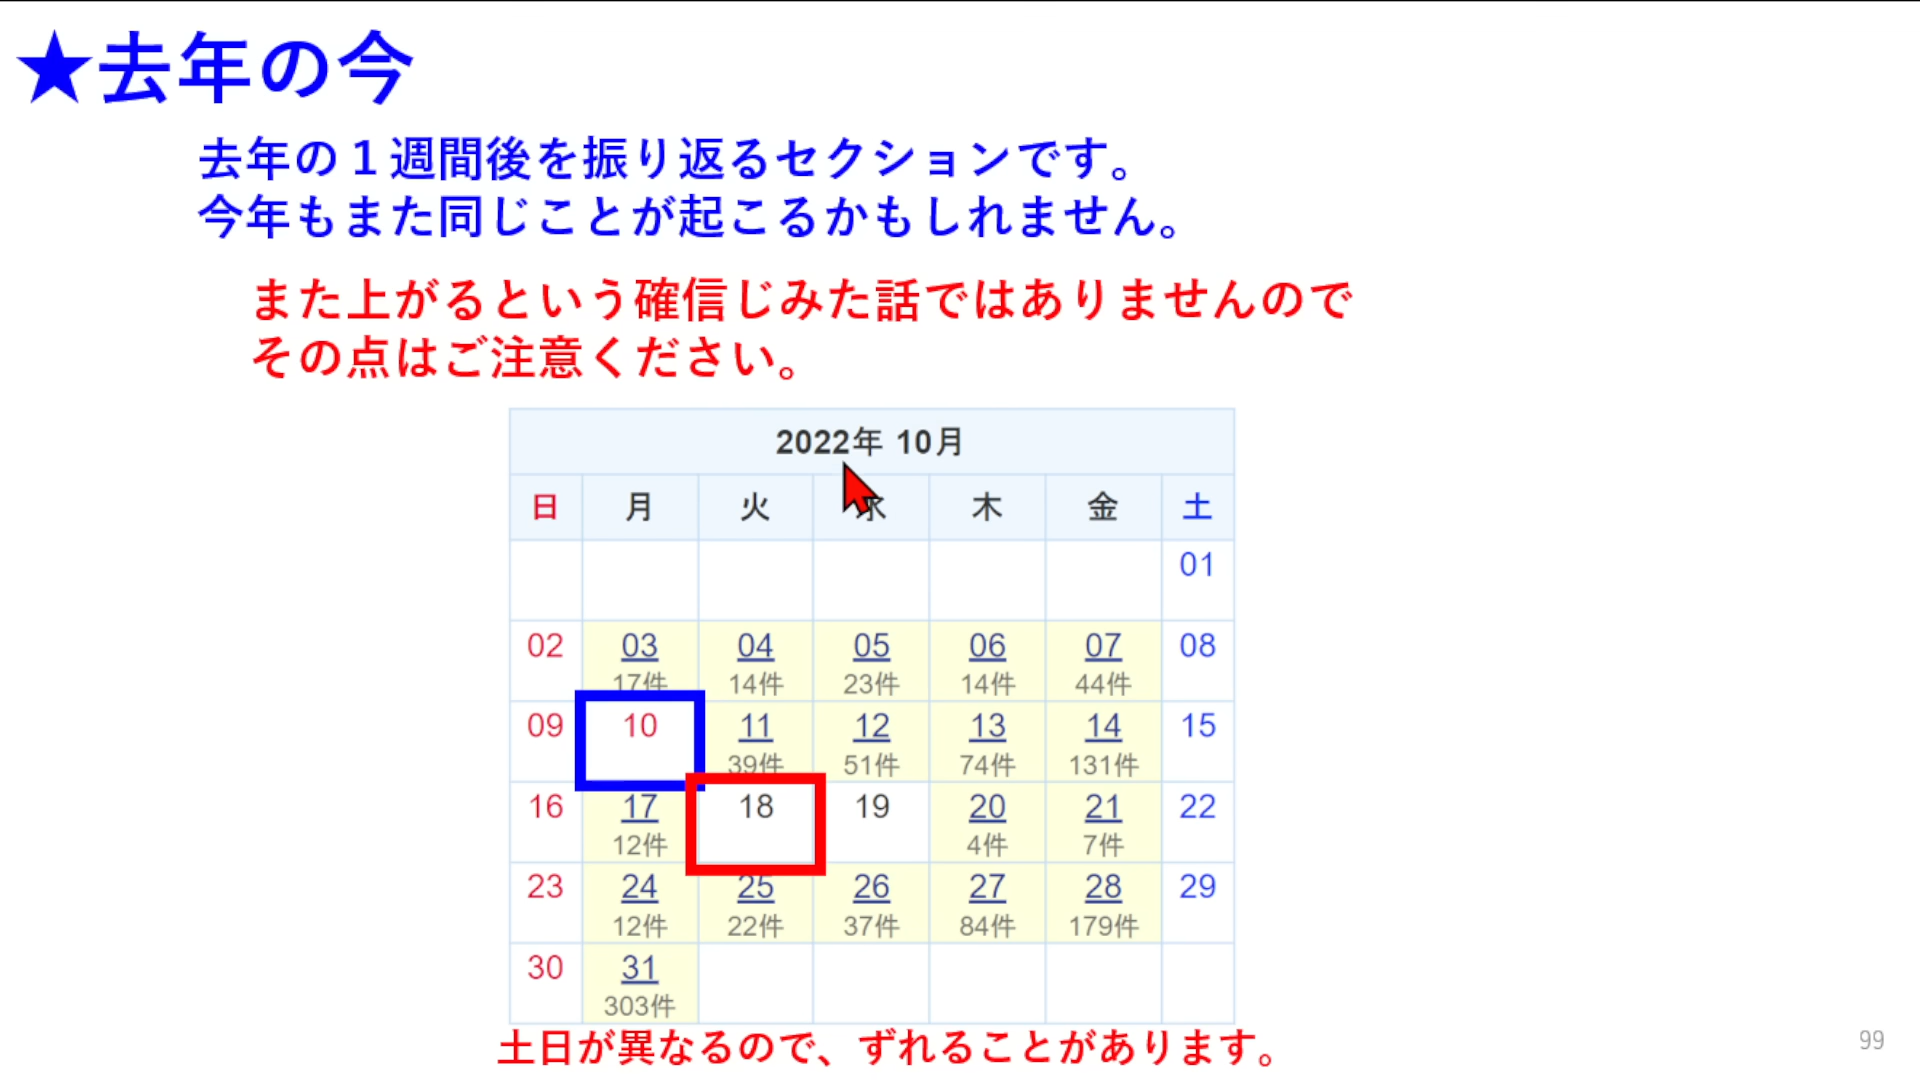 ★去年の今
去年の１週間後を振り返るセクションです。
今年もまた同じことが起こるかもしれません。
また上がるという確信じみた話ではありませんので
その点はご注意ください。
2022年 10月
日 月 火 水 木 金 土
01
02 03 04 05 06 07 08
17件 14件 23件 14件 44件
09 10 11 12 13 14 15
39件 51件 74件 131件
16 17 18 19 20 21 22
12件 4件 7件
23 24 25 26 27 28 29
12件 22件 37件 84件 179件
30 31
303件
土日が異なるので、ずれることがあります。
99